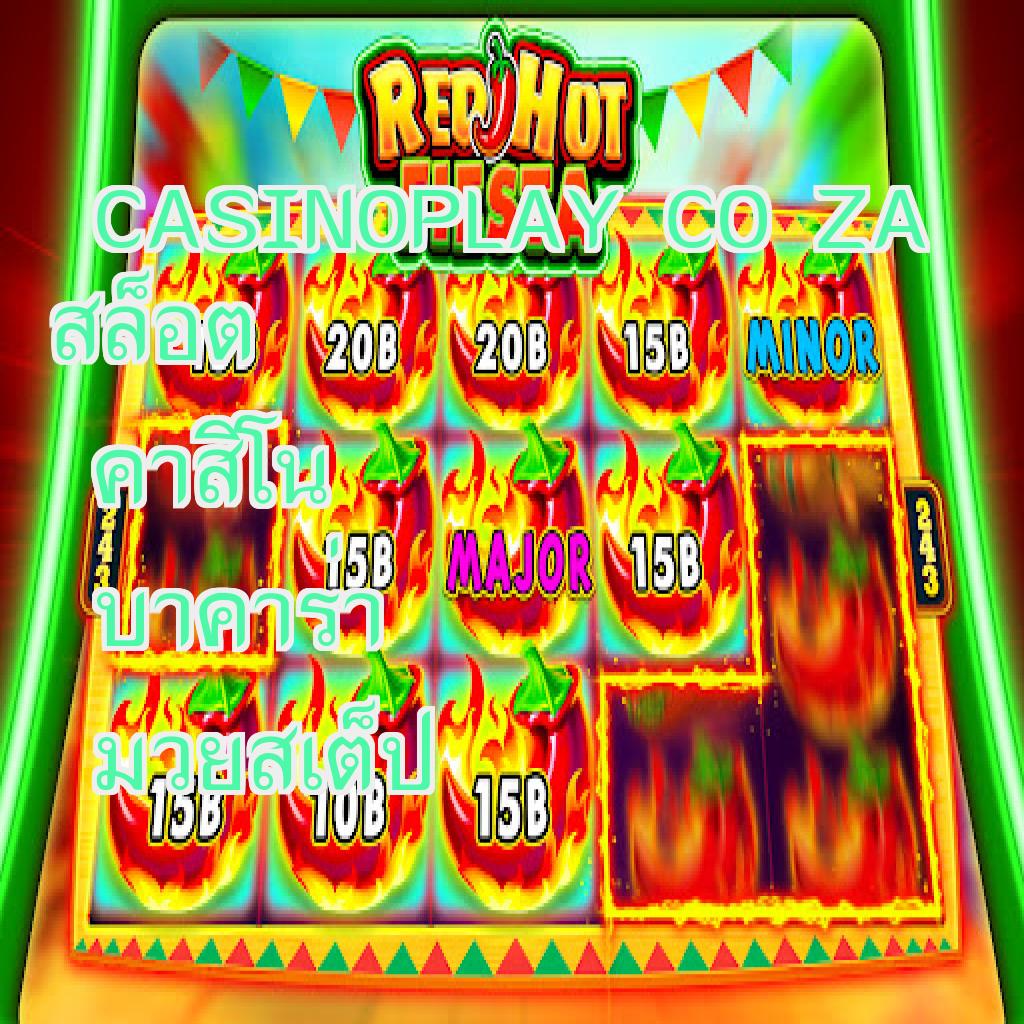 RED HOT
FIESTA
CASINOPLAY CO ZA
สล็อต
20B 20B 15B MINOR
คาสิโน
243 15B MAJOR 15B 243
บาคาร่า
มวยสเต็ป
15B 10B 15B